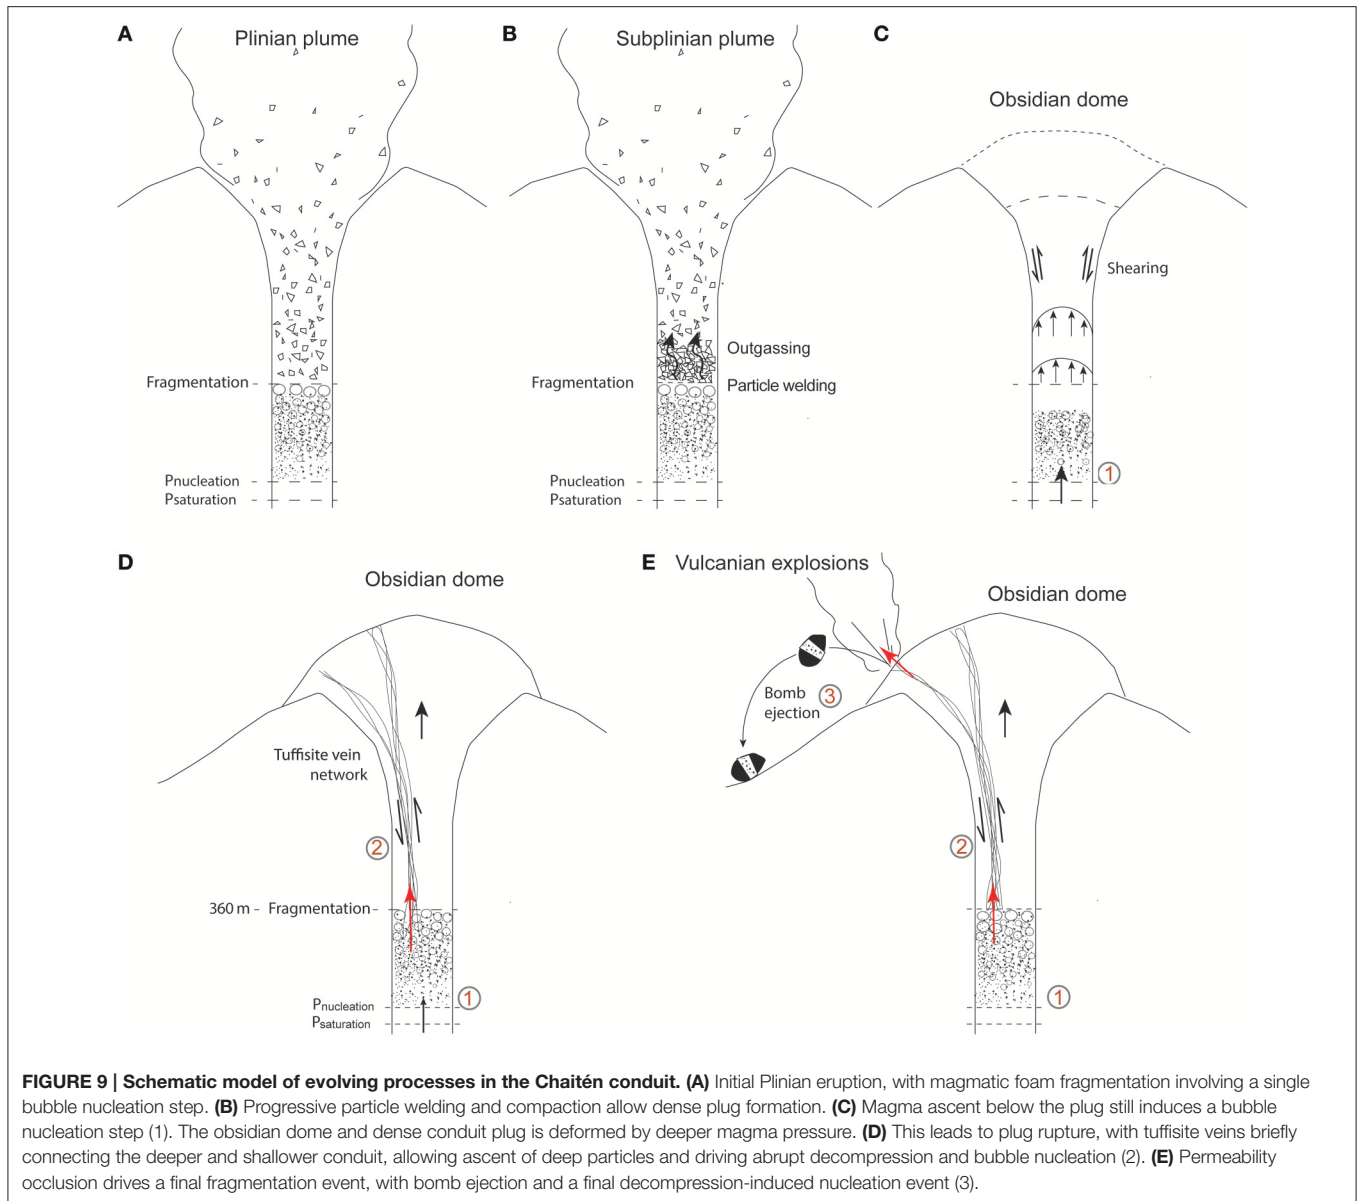 A
Plinian plume
Fragmentation
Pnucleation
Psaturation
B
Subplinian plume
Outgassing
Fragmentation
Particle welding
Pnucleation
Psaturation
C
Obsidian dome
Shearing
1
D
Obsidian dome
Tuffisite vein
network
2
360 m
Fragmentation
1
Pnucleation
Psaturation
E
Vulcanian explosions
Obsidian dome
Bomb
ejection
3
2
1
FIGURE 9 | Schematic model of evolving processes in the Chaitén conduit. (A) Initial Plinian eruption, with magmatic foam fragmentation involving a single
bubble nucleation step. (B) Progressive particle welding and compaction allow dense plug formation. (C) Magma ascent below the plug still induces a bubble
nucleation step (1). The obsidian dome and dense conduit plug is deformed by deeper magma pressure. (D) This leads to plug rupture, with tuffisite veins briefly
connecting the deeper and shallower conduit, allowing ascent of deep particles and driving abrupt decompression and bubble nucleation (2). (E) Permeability
occlusion drives a final fragmentation event, with bomb ejection and a final decompression-induced nucleation event (3).